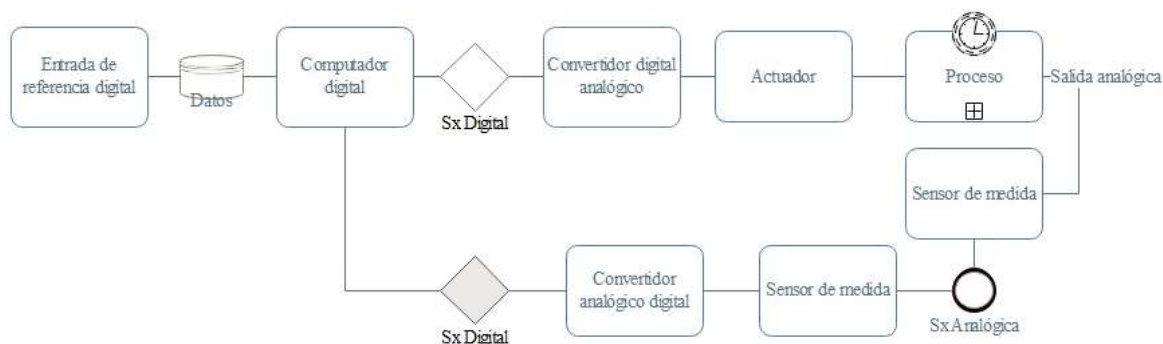 Entrada de
referencia digital
Datos
Computador
digital
Sx Digital
Convertidor digital
analógico
Actuador
Proceso
Salida analógica
Sensor de medida
Sx Digital
Convertidor
analógico digital
Sensor de medida
Sx Analógica